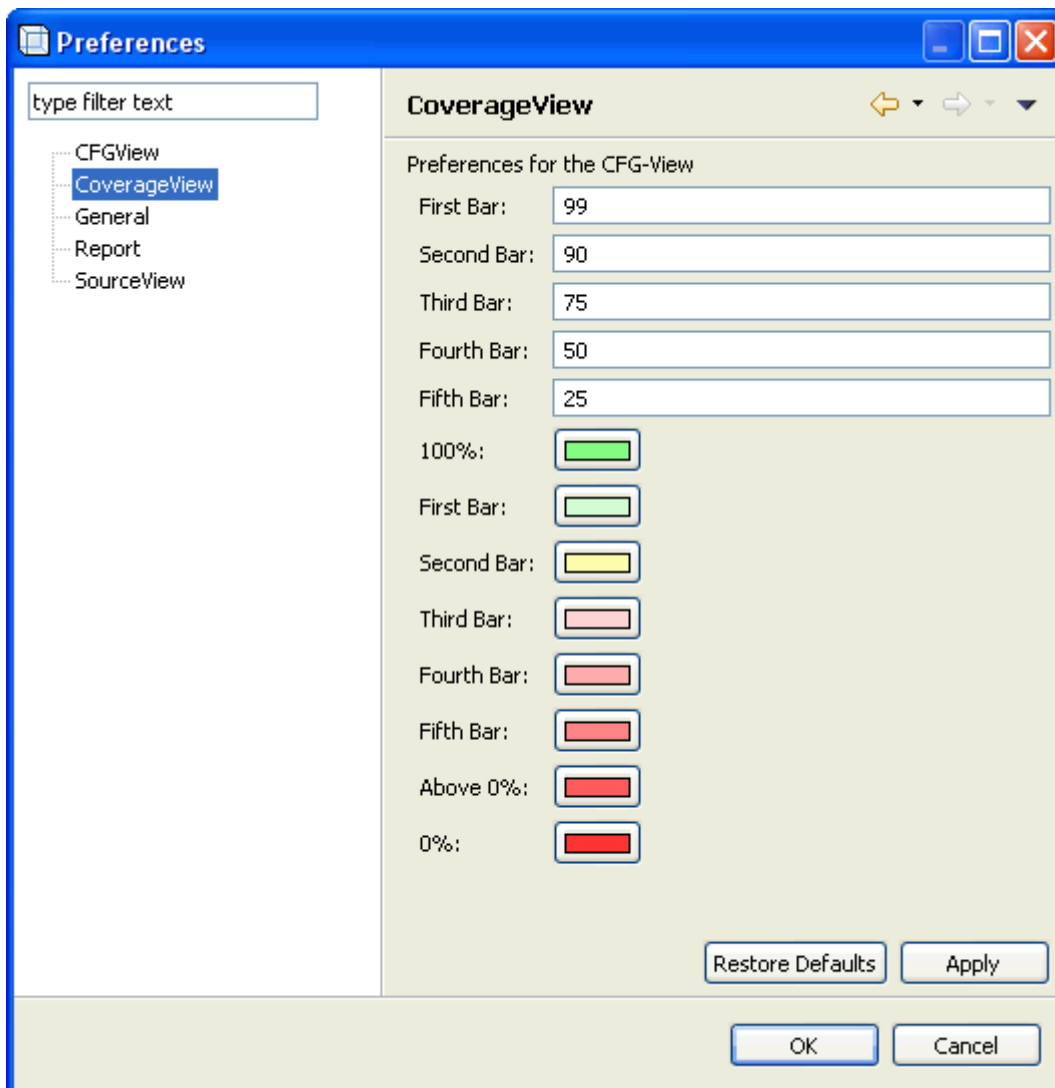 Preferences
type filter text
CFGView
CoverageView
General
Report
SourceView
CoverageView
Preferences for the CFG-View
First Bar: 99
Second Bar: 90
Third Bar: 75
Fourth Bar: 50
Fifth Bar: 25
100%:
First Bar:
Second Bar:
Third Bar:
Fourth Bar:
Fifth Bar:
Above 0%:
0%:
Restore Defaults Apply
OK Cancel